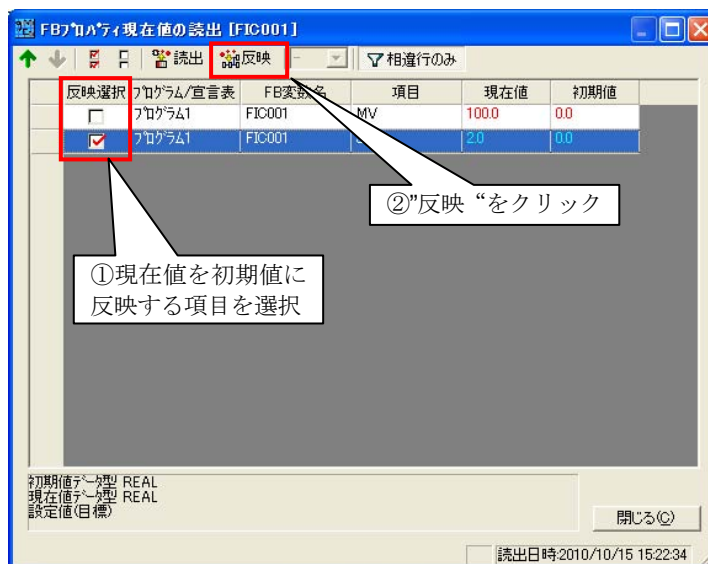 FBﾌﾟﾛﾊﾟﾃｨ現在値の読出 [FIC001]
読出 反映 - 相違行のみ
反映選択 ﾌﾟﾛｸﾞﾗﾑ/宣言表 FB変数名 項目 現在値 初期値
ﾌﾟﾛｸﾞﾗﾑ1 FIC001 MV 100.0 0.0
ﾌﾟﾛｸﾞﾗﾑ1 FIC001 2.0 0.0
②”反映“をクリック
①現在値を初期値に
反映する項目を選択
初期値ﾃﾞｰﾀ型 REAL
現在値ﾃﾞｰﾀ型 REAL
設定値(目標)
閉じる(C)
読出日時:2010/10/15 15:22:34